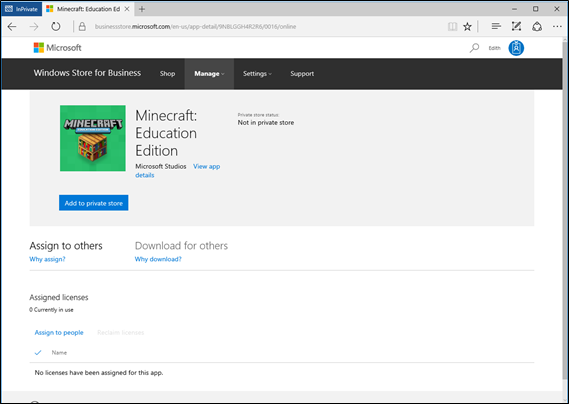 InPrivate
Minecraft: Education Ed
businessstore.microsoft.com/en-us/app-detail/9NBLGGH4R2R6/0016/online
Microsoft
Edith
Windows Store for Business
Shop
Manage
Settings
Support
MINECRAFT
Minecraft:
Education
Edition
Microsoft Studios View app
details
Private store status:
Not in private store
Add to private store
Assign to others
Why assign?
Download for others
Why download?
Assigned licenses
0 Currently in use
Assign to people
Reclaim licenses
Name
No licenses have been assigned for this app.